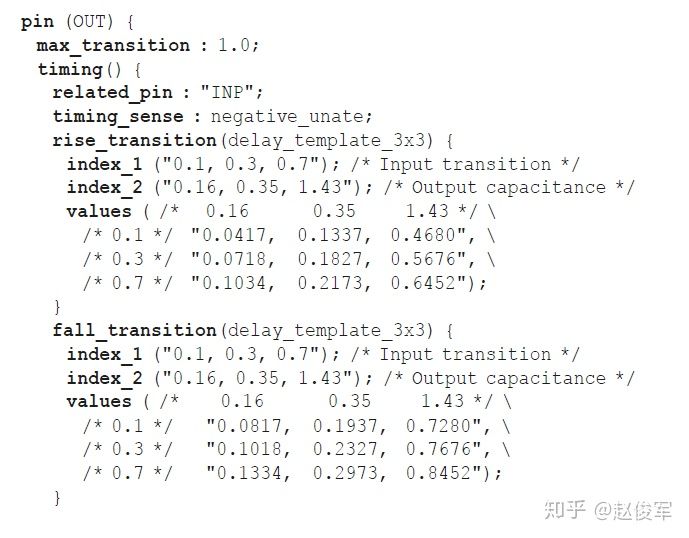 pin (OUT) {
max_transition : 1.0;
timing() {
related_pin : "INP";
timing_sense : negative_unate;
rise_transition(delay_template_3x3) {
index_1 ("0.1, 0.3, 0.7"); /* Input transition */
index_2 ("0.16, 0.35, 1.43"); /* Output capacitance */
values ( /* 0.16 0.35 1.43 */ \
/* 0.1 */ "0.0417, 0.1337, 0.4680", \
/* 0.3 */ "0.0718, 0.1827, 0.5676", \
/* 0.7 */ "0.1034, 0.2173, 0.6452");
}
fall_transition(delay_template_3x3) {
index_1 ("0.1, 0.3, 0.7"); /* Input transition */
index_2 ("0.16, 0.35, 1.43"); /* Output capacitance */
values ( /* 0.16 0.35 1.43 */ \
/* 0.1 */ "0.0817, 0.1937, 0.7280", \
/* 0.3 */ "0.1018, 0.2327, 0.7676", \
/* 0.7 */ "0.1334, 0.2973, 0.8452");
}
知乎 @赵俊军